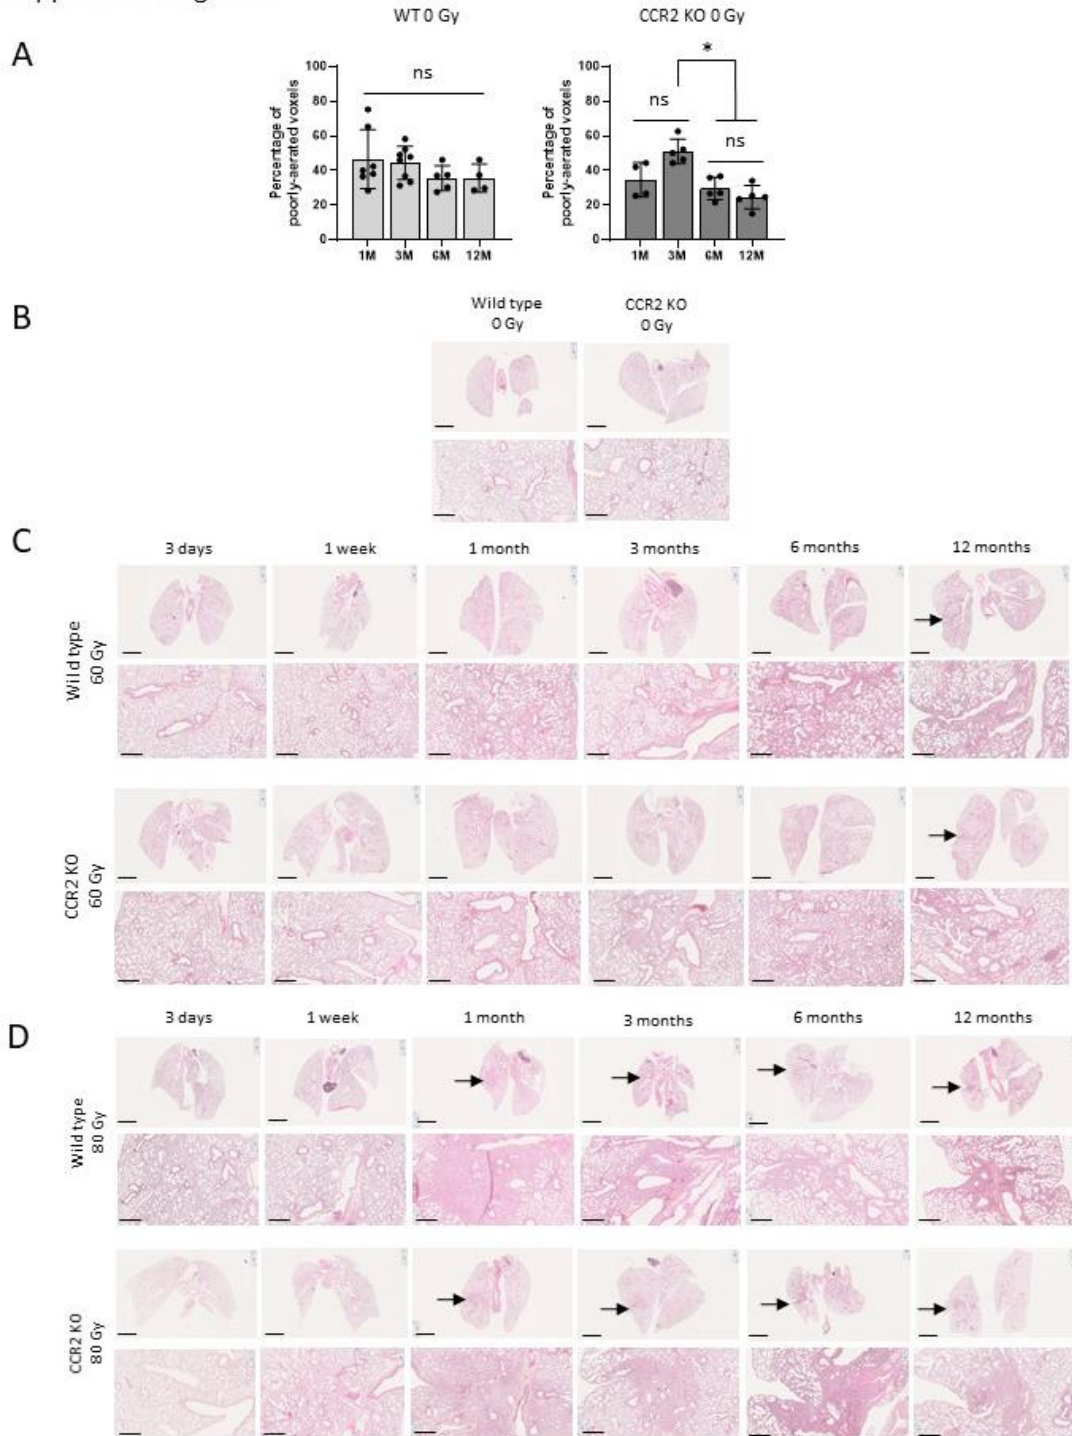 WT 0 Gy
CCR2 KO 0 Gy
A
Percentage of
poorly-aerated voxels
100
80
60
40
20
0
ns
1M 3M 6M 12M
Percentage of
poorly-aerated voxels
100
80
60
40
20
0
*
ns
ns
1M 3M 6M 12M
B
Wild type
0 Gy
CCR2 KO
0 Gy
C
3 days 1 week 1 month 3 months 6 months 12 months
Wild type
60 Gy
CCR2 KO
60 Gy
D
3 days 1 week 1 month 3 months 6 months 12 months
Wild type
80 Gy
CCR2 KO
80 Gy